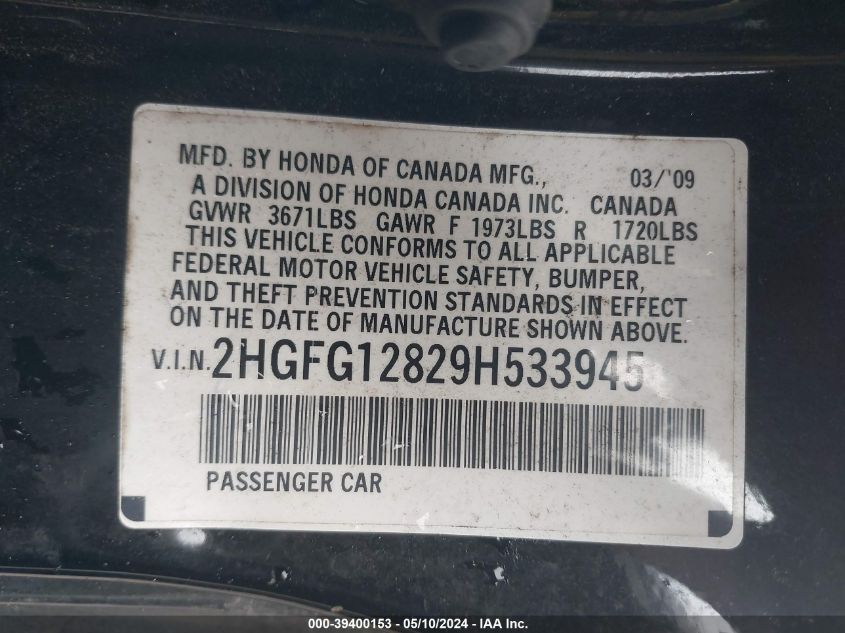 MFD. BY HONDA OF CANADA MFG., 03/'09
A DIVISION OF HONDA CANADA INC. CANADA
GVWR 3671LBS GAWR F 1973LBS R 1720LBS
THIS VEHICLE CONFORMS TO ALL APPLICABLE
FEDERAL MOTOR VEHICLE SAFETY, BUMPER,
AND THEFT PREVENTION STANDARDS IN EFFECT
ON THE DATE OF MANUFACTURE SHOWN ABOVE.
V.I.N. 2HGFG12829H533945
PASSENGER CAR
000-39400153 - 05/10/2024 - IAA Inc.